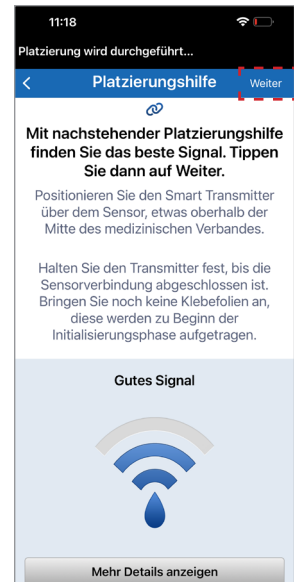 11:18
Platzierung wird durchgeführt...
Platzierungshilfe
Weiter
Mit nachstehender Platzierungshilfe
finden Sie das beste Signal. Tippen
Sie dann auf Weiter.
Positionieren Sie den Smart Transmitter
über dem Sensor, etwas oberhalb der
Mitte des medizinischen Verbandes.
Halten Sie den Transmitter fest, bis die
Sensorverbindung abgeschlossen ist.
Bringen Sie noch keine Klebefolien an,
diese werden zu Beginn der
Initialisierungsphase aufgetragen.
Gutes Signal
Mehr Details anzeigen